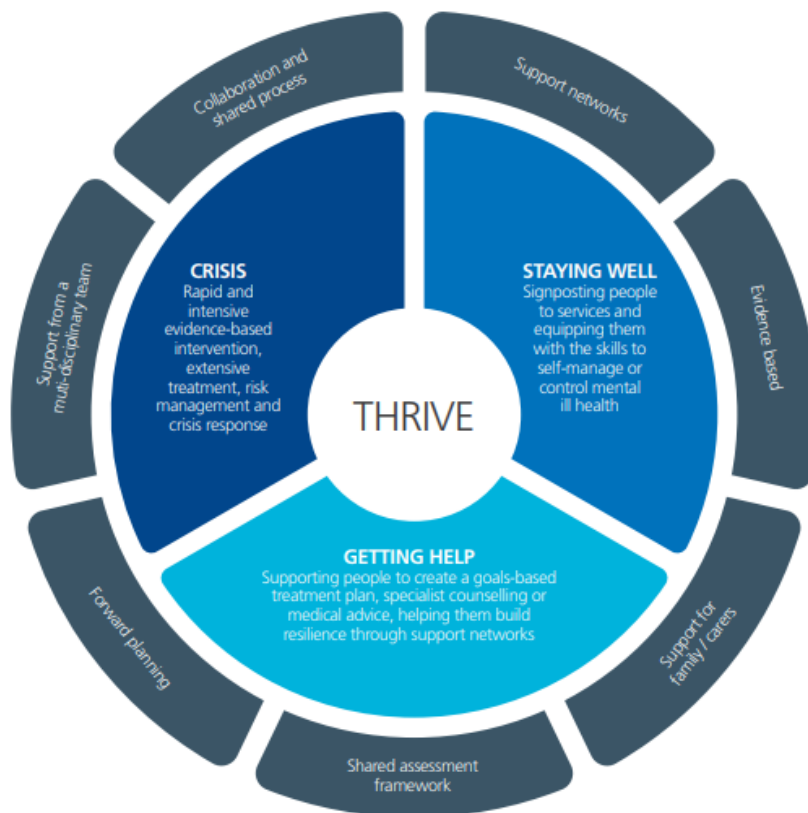 Collaboration and
shared process
Support networks
Support from a
muti-disciplinary team
Evidence based
CRISIS
Rapid and
intensive
evidence-based
intervention,
extensive
treatment, risk
management and
crisis response
STAYING WELL
Signposting people
to services and
equipping them
with the skills to
self-manage or
control mental
ill health
THRIVE
GETTING HELP
Supporting people to create a goals-based
treatment plan, specialist counselling or
medical advice, helping them build
resilience through support networks
Forward planning
Support for
family / carers
Shared assessment
framework